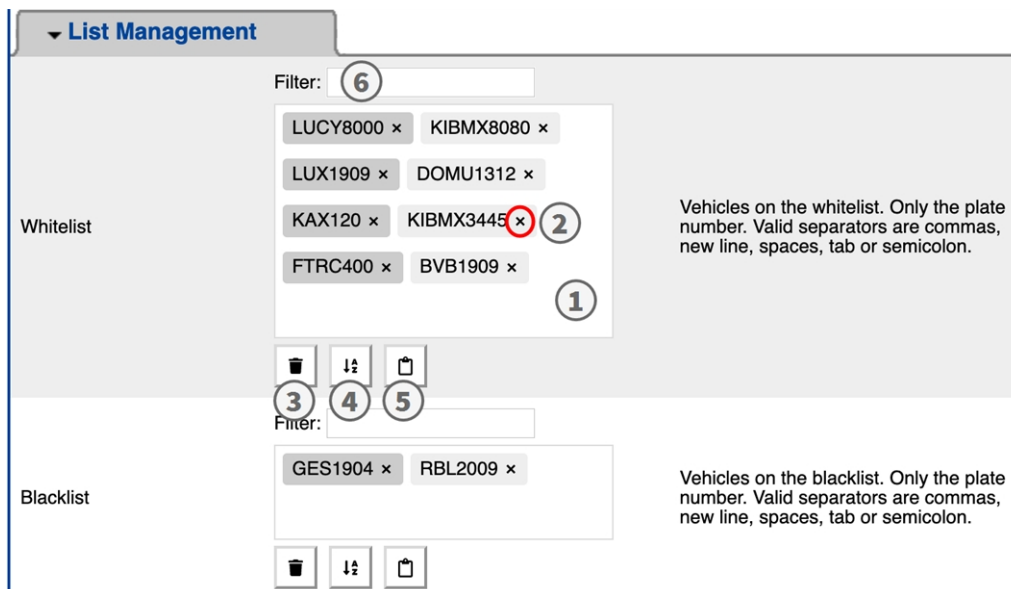 List Management
Filter: 6
LUCY8000 × KIBMX8080 ×
LUX1909 × DOMU1312 ×
KAX120 × KIBMX3445 × 2
FTRC400 × BVB1909 ×
1
Whitelist
Vehicles on the whitelist. Only the plate
number. Valid separators are commas,
new line, spaces, tab or semicolon.
3 4 5
Filter:
GES1904 × RBL2009 ×
Blacklist
Vehicles on the blacklist. Only the plate
number. Valid separators are commas,
new line, spaces, tab or semicolon.